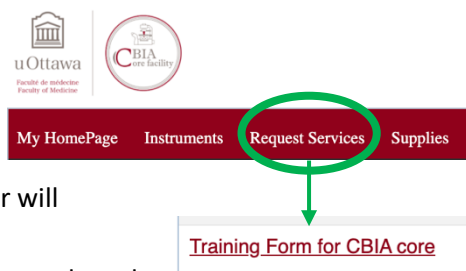 uOttawa
Faculté de médecine
Faculty of Medicine
CBIA
core facility
My HomePage Instruments Request Services Supplies
r will
Training Form for CBIA core